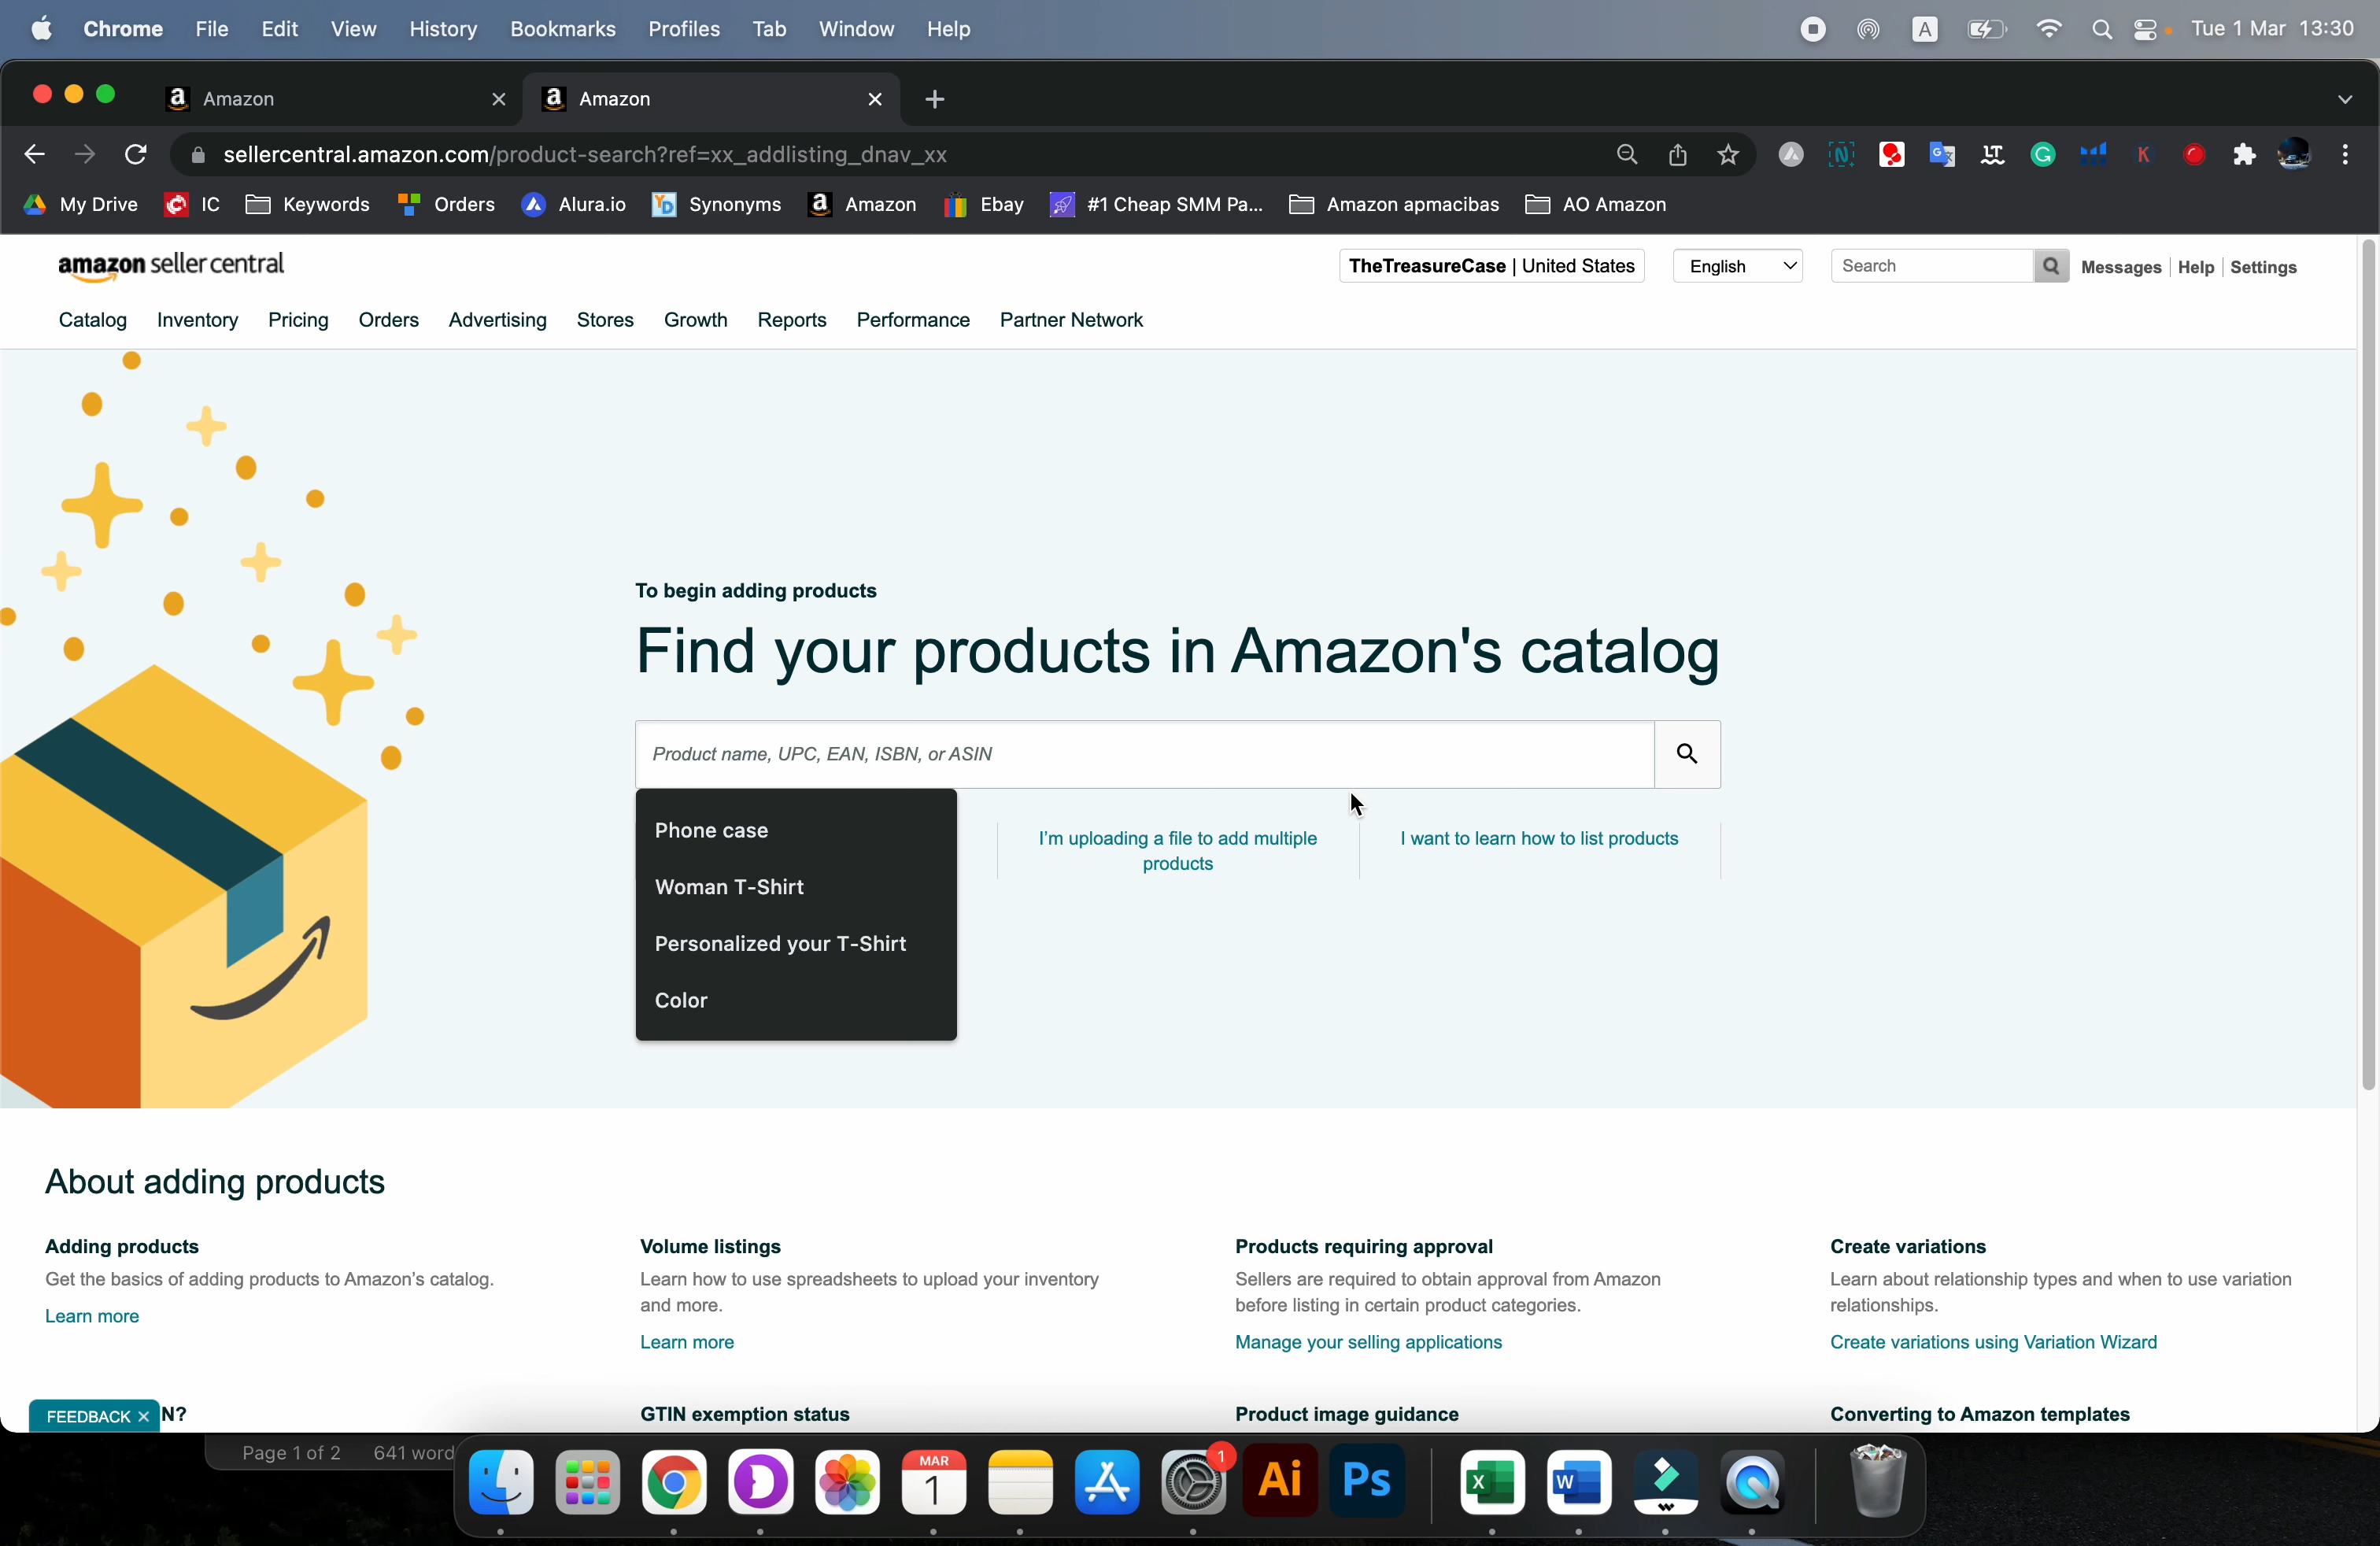 Chrome File Edit View History Bookmarks Profiles Tab Window Help A Tue 1 Mar 13:30
Amazon Amazon
sellercentral.amazon.com/product-search?ref=xx_addlisting_dnav_xx
My Drive IC Keywords Orders Alura.io Synonyms Amazon Ebay #1 Cheap SMM Pa... Amazon apmacibas AO Amazon
amazon seller central TheTreasureCase | United States English Search Messages Help Settings
Catalog Inventory Pricing Orders Advertising Stores Growth Reports Performance Partner Network
To begin adding products
Find your products in Amazon's catalog
Product name, UPC, EAN, ISBN, or ASIN
Phone case
Woman T-Shirt
Personalized your T-Shirt
Color
I'm uploading a file to add multiple
products
I want to learn how to list products
About adding products
Adding products
Get the basics of adding products to Amazon's catalog.
Learn more
Volume listings
Learn how to use spreadsheets to upload your inventory
and more.
Learn more
Products requiring approval
Sellers are required to obtain approval from Amazon
before listing in certain product categories.
Manage your selling applications
Create variations
Learn about relationship types and when to use variation
relationships.
Create variations using Variation Wizard
FEEDBACK N?
GTIN exemption status
Product image guidance
Converting to Amazon templates
Page 1 of 2 641 word
MAR
1
1
Ai
Ps
X
W